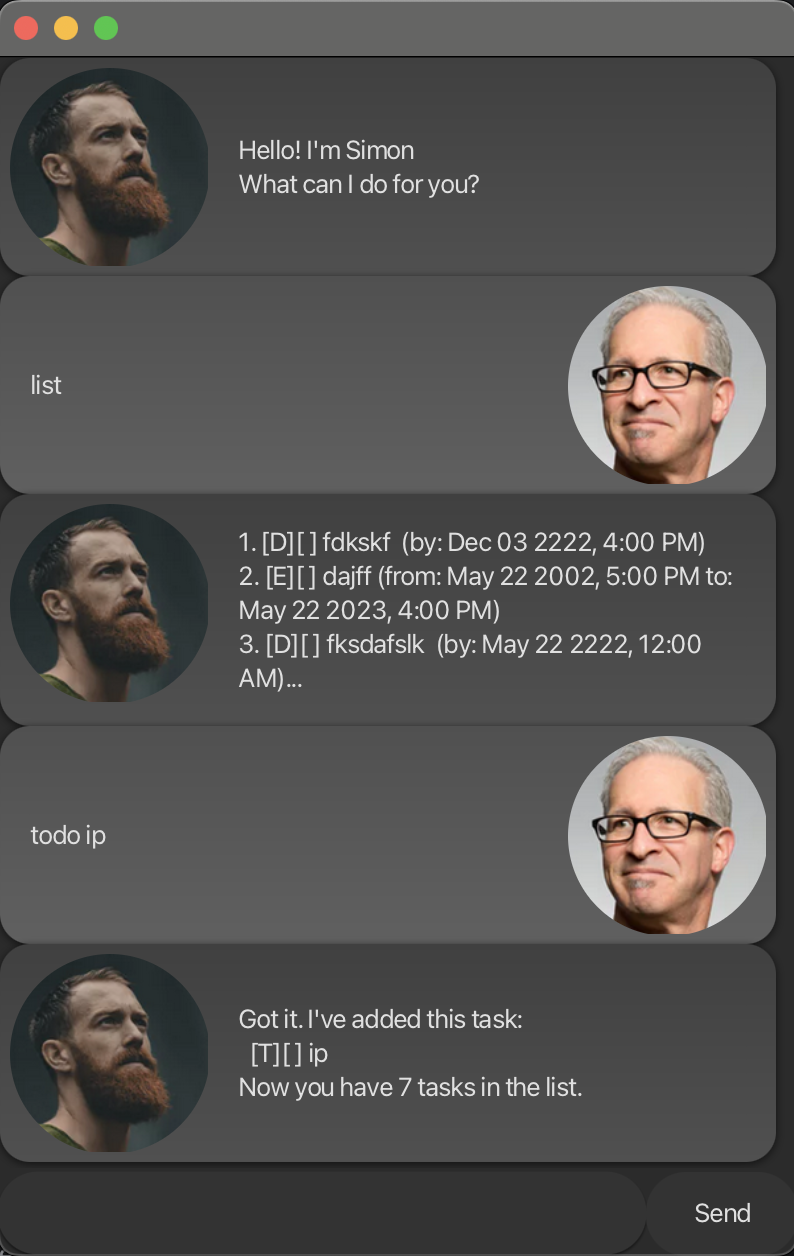 Hello! I'm Simon
What can I do for you?
list
1. [D][ ] fdkskf  (by: Dec 03 2222, 4:00 PM)
2. [E][ ] dajff (from: May 22 2002, 5:00 PM to:
May 22 2023, 4:00 PM)
3. [D][ ] fksdafslk  (by: May 22 2222, 12:00
AM)...
todo ip
Got it. I've added this task:
  [T][ ] ip
Now you have 7 tasks in the list.
Send